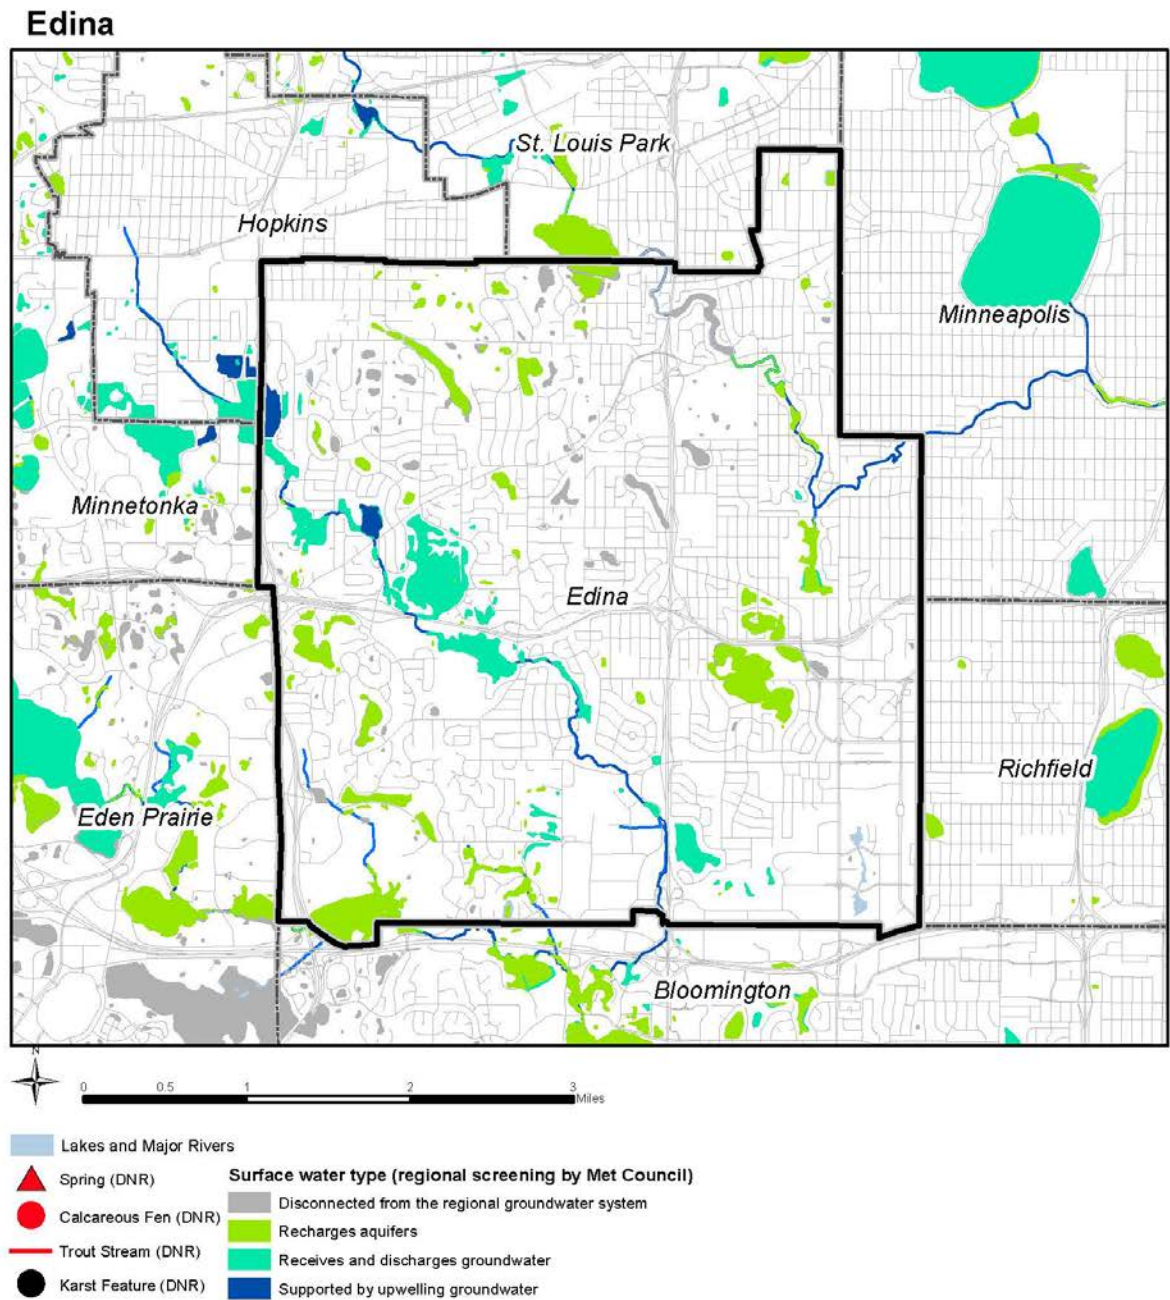 Edina
St. Louis Park
Hopkins
Minneapolis
Minnetonka
Edina
Richfield
Eden Prairie
Bloomington
N
0 0.5 1 2 3
Miles
Lakes and Major Rivers
Spring (DNR)
Calcareous Fen (DNR)
Trout Stream (DNR)
Karst Feature (DNR)
Surface water type (regional screening by Met Council)
Disconnected from the regional groundwater system
Recharges aquifers
Receives and discharges groundwater
Supported by upwelling groundwater